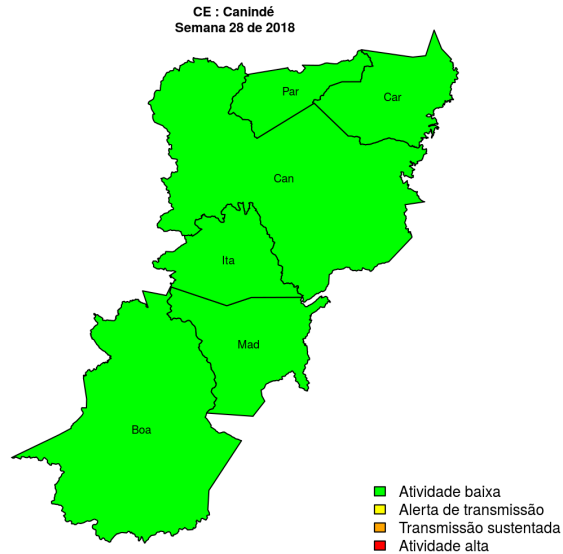 CE : Canindé
Semana 28 de 2018
Par
Car
Can
Ita
Mad
Boa
Atividade baixa
Alerta de transmissão
Transmissão sustentada
Atividade alta